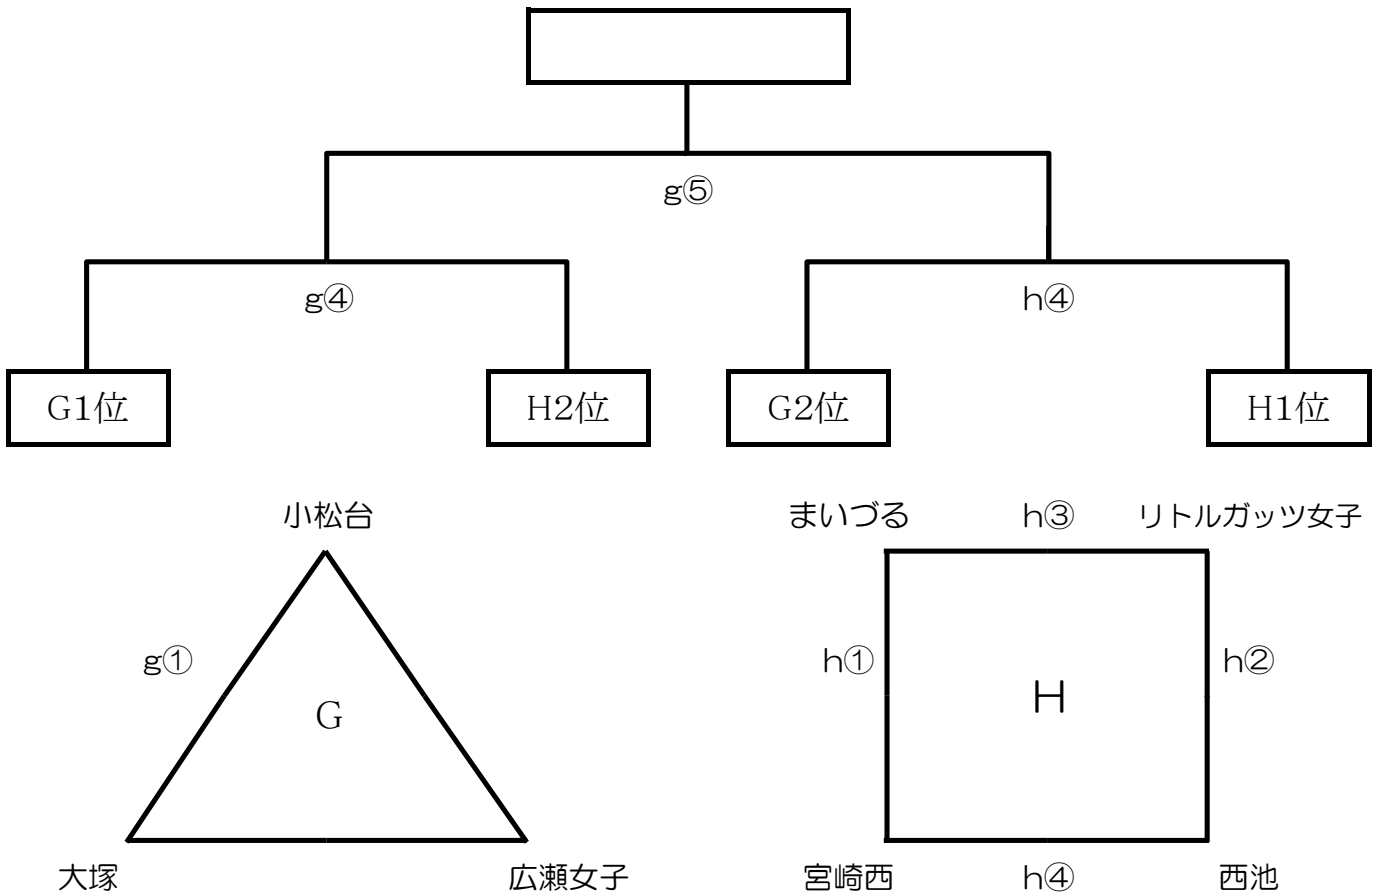 g⑤
g④
h④
G1位
H2位
G2位
H1位
小松台
まいづる
h③
リトルガッツ女子
g①
G
h①
H
h②
大塚
広瀬女子
宮崎西
h④
西池